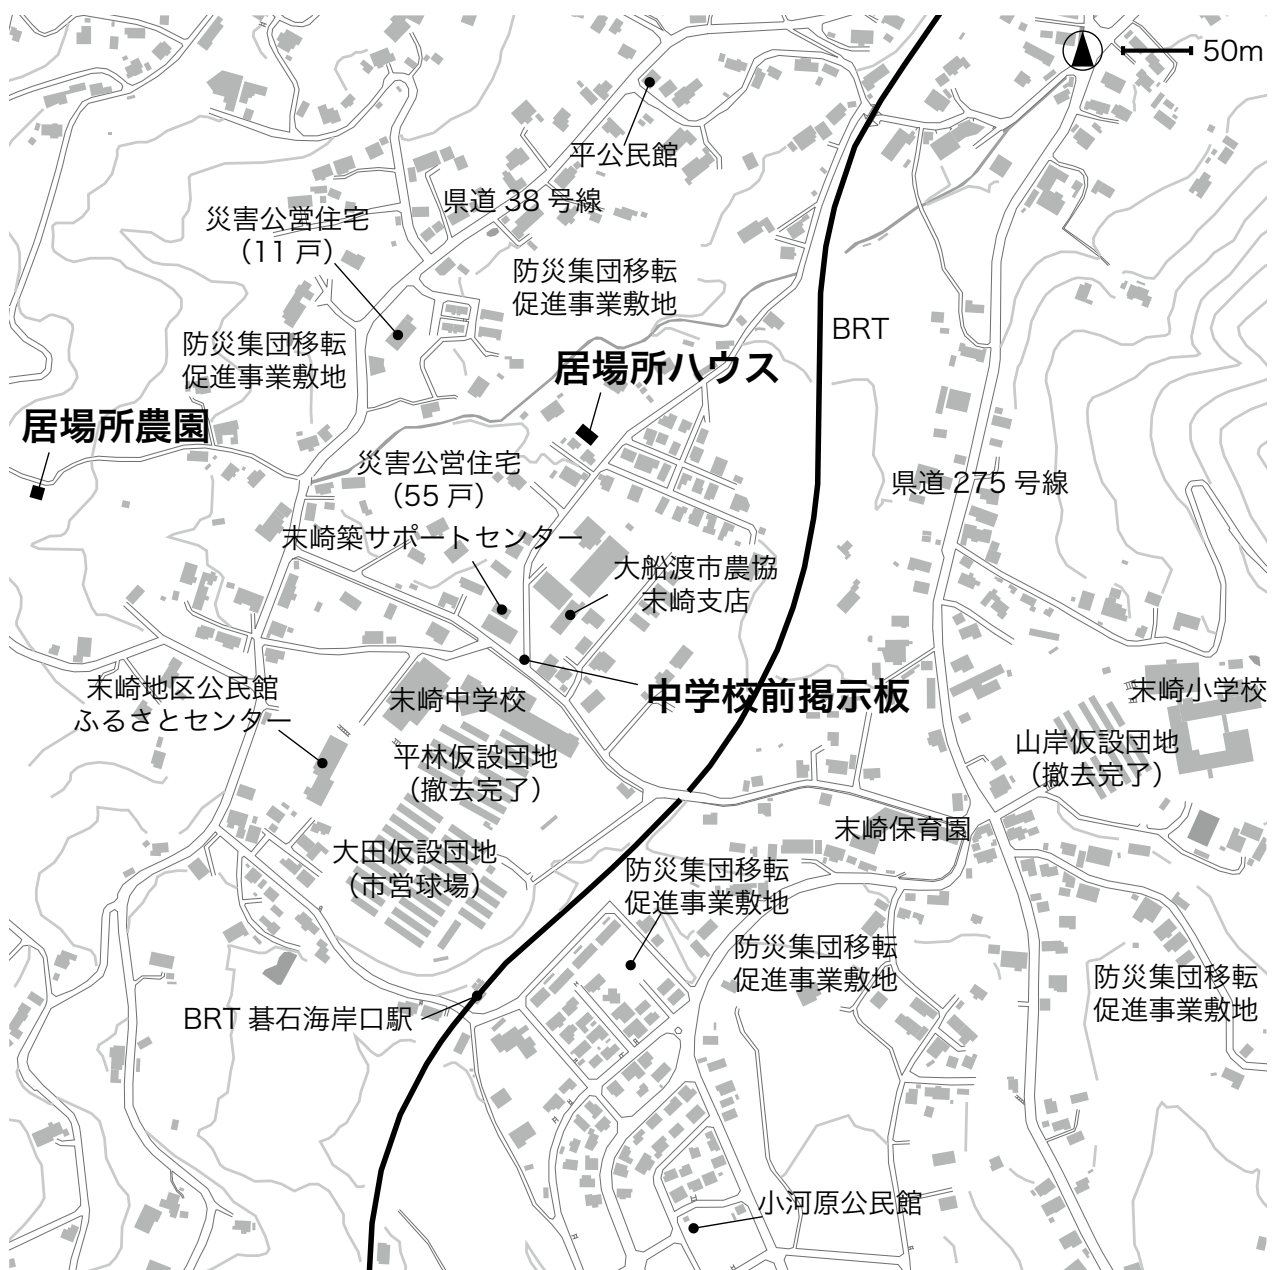 50m
平公民館
県道 38 号線
災害公営住宅
（11 戸）
防災集団移転
促進事業敷地
BRT
防災集団移転
促進事業敷地
居場所ハウス
居場所農園
災害公営住宅
（55 戸）
県道 275 号線
末崎築サポートセンター
大船渡市農協
末崎支店
末崎地区公民館
ふるさとセンター
末崎中学校
中学校前掲示板
末崎小学校
平林仮設団地
（撤去完了）
山岸仮設団地
（撤去完了）
末崎保育園
大田仮設団地
（市営球場）
防災集団移転
促進事業敷地
防災集団移転
促進事業敷地
防災集団移転
促進事業敷地
BRT 碁石海岸口駅
小河原公民館